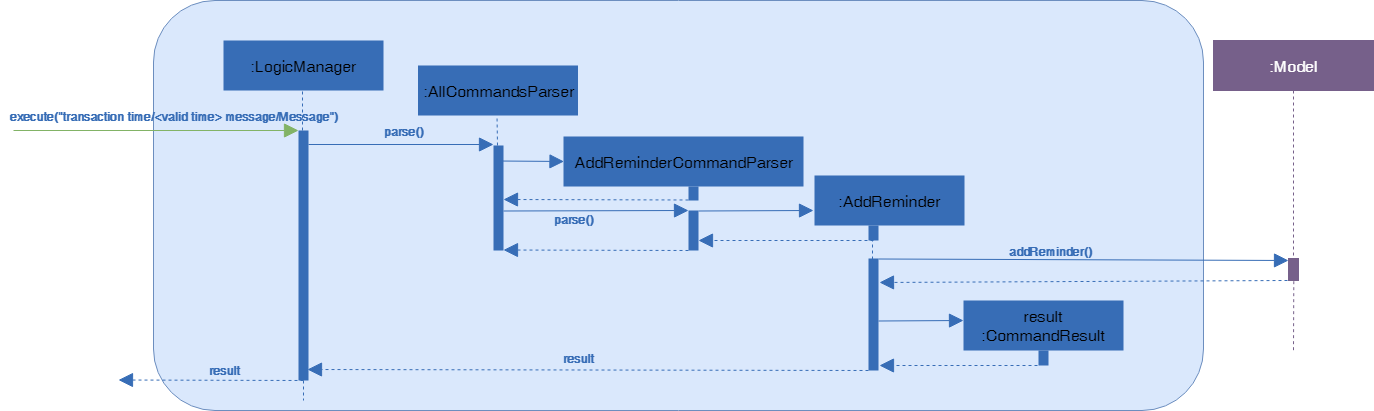 :LogicManager
:Model
:AllCommandsParser
execute("transaction time/<valid time> message/Message")
parse()
AddReminderCommandParser
:AddReminder
parse()
addReminder()
result
:CommandResult
result
result